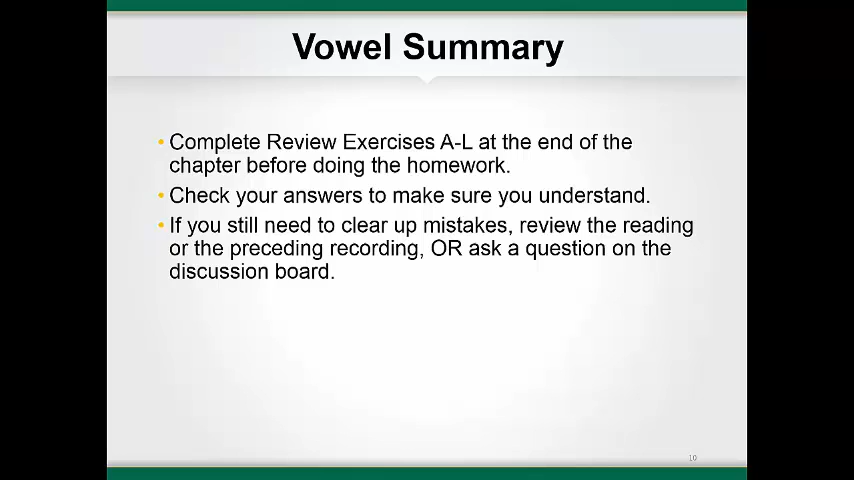 Vowel Summary
• Complete Review Exercises A-L at the end of the
chapter before doing the homework.
• Check your answers to make sure you understand.
• If you still need to clear up mistakes, review the reading
or the preceding recording, OR ask a question on the
discussion board.
10